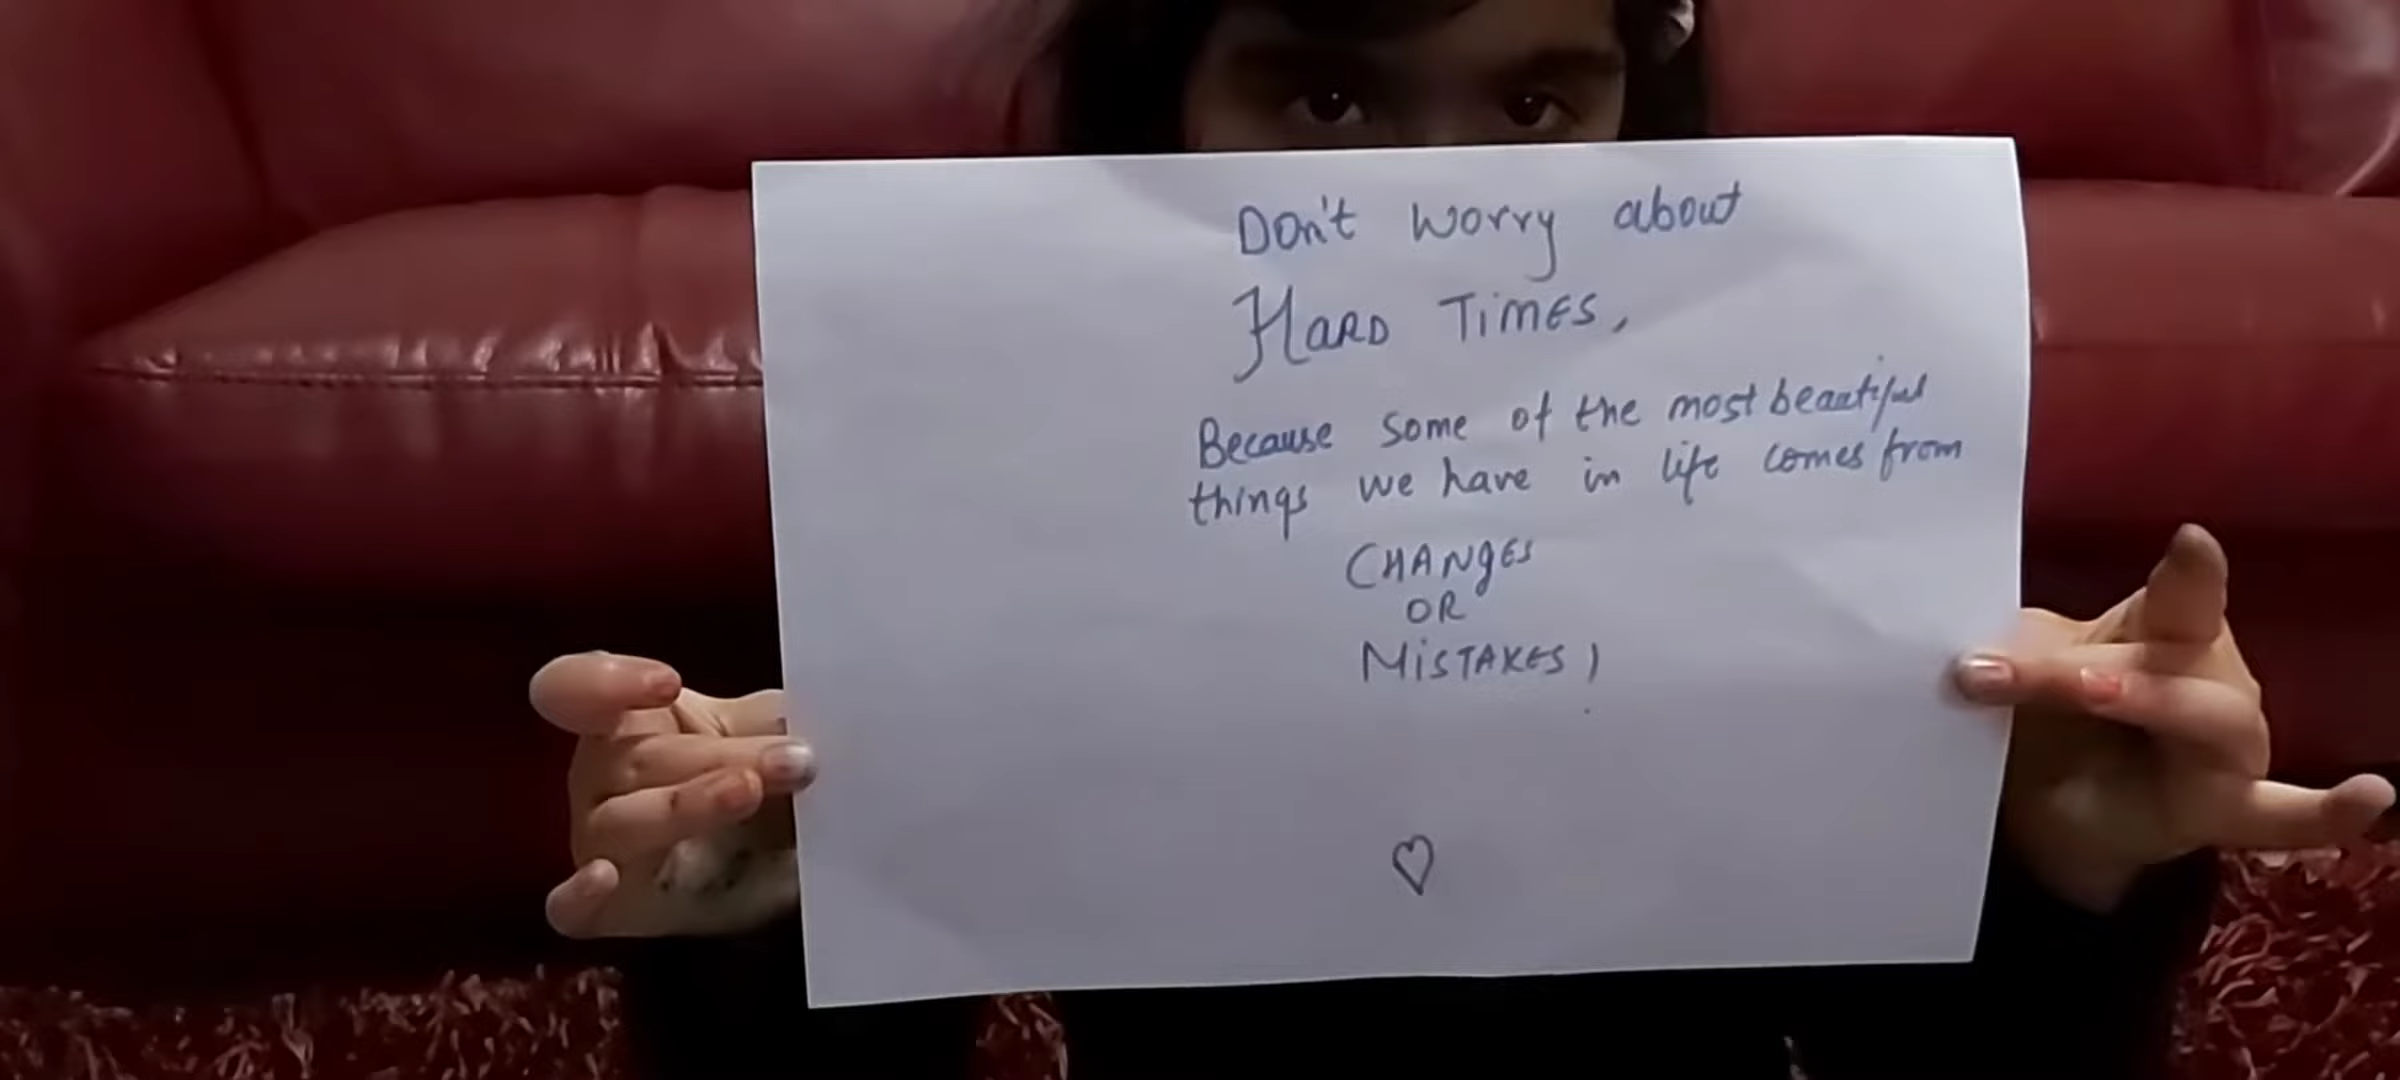 Don't worry about
HARD TiMES,
Because some of the most beautiful
things we have in life comes from
CHANgES
OR
MiSTAKES!
♡